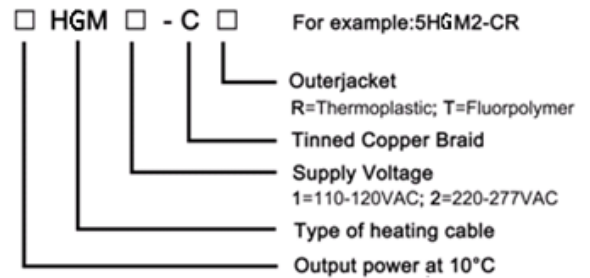 □ HGM □ - C □ For example:5HGM2-CR
Outerjacket
R=Thermoplastic; T=Fluorpolymer
Tinned Copper Braid
Supply Voltage
1=110-120VAC; 2=220-277VAC
Type of heating cable
Output power at 10°C